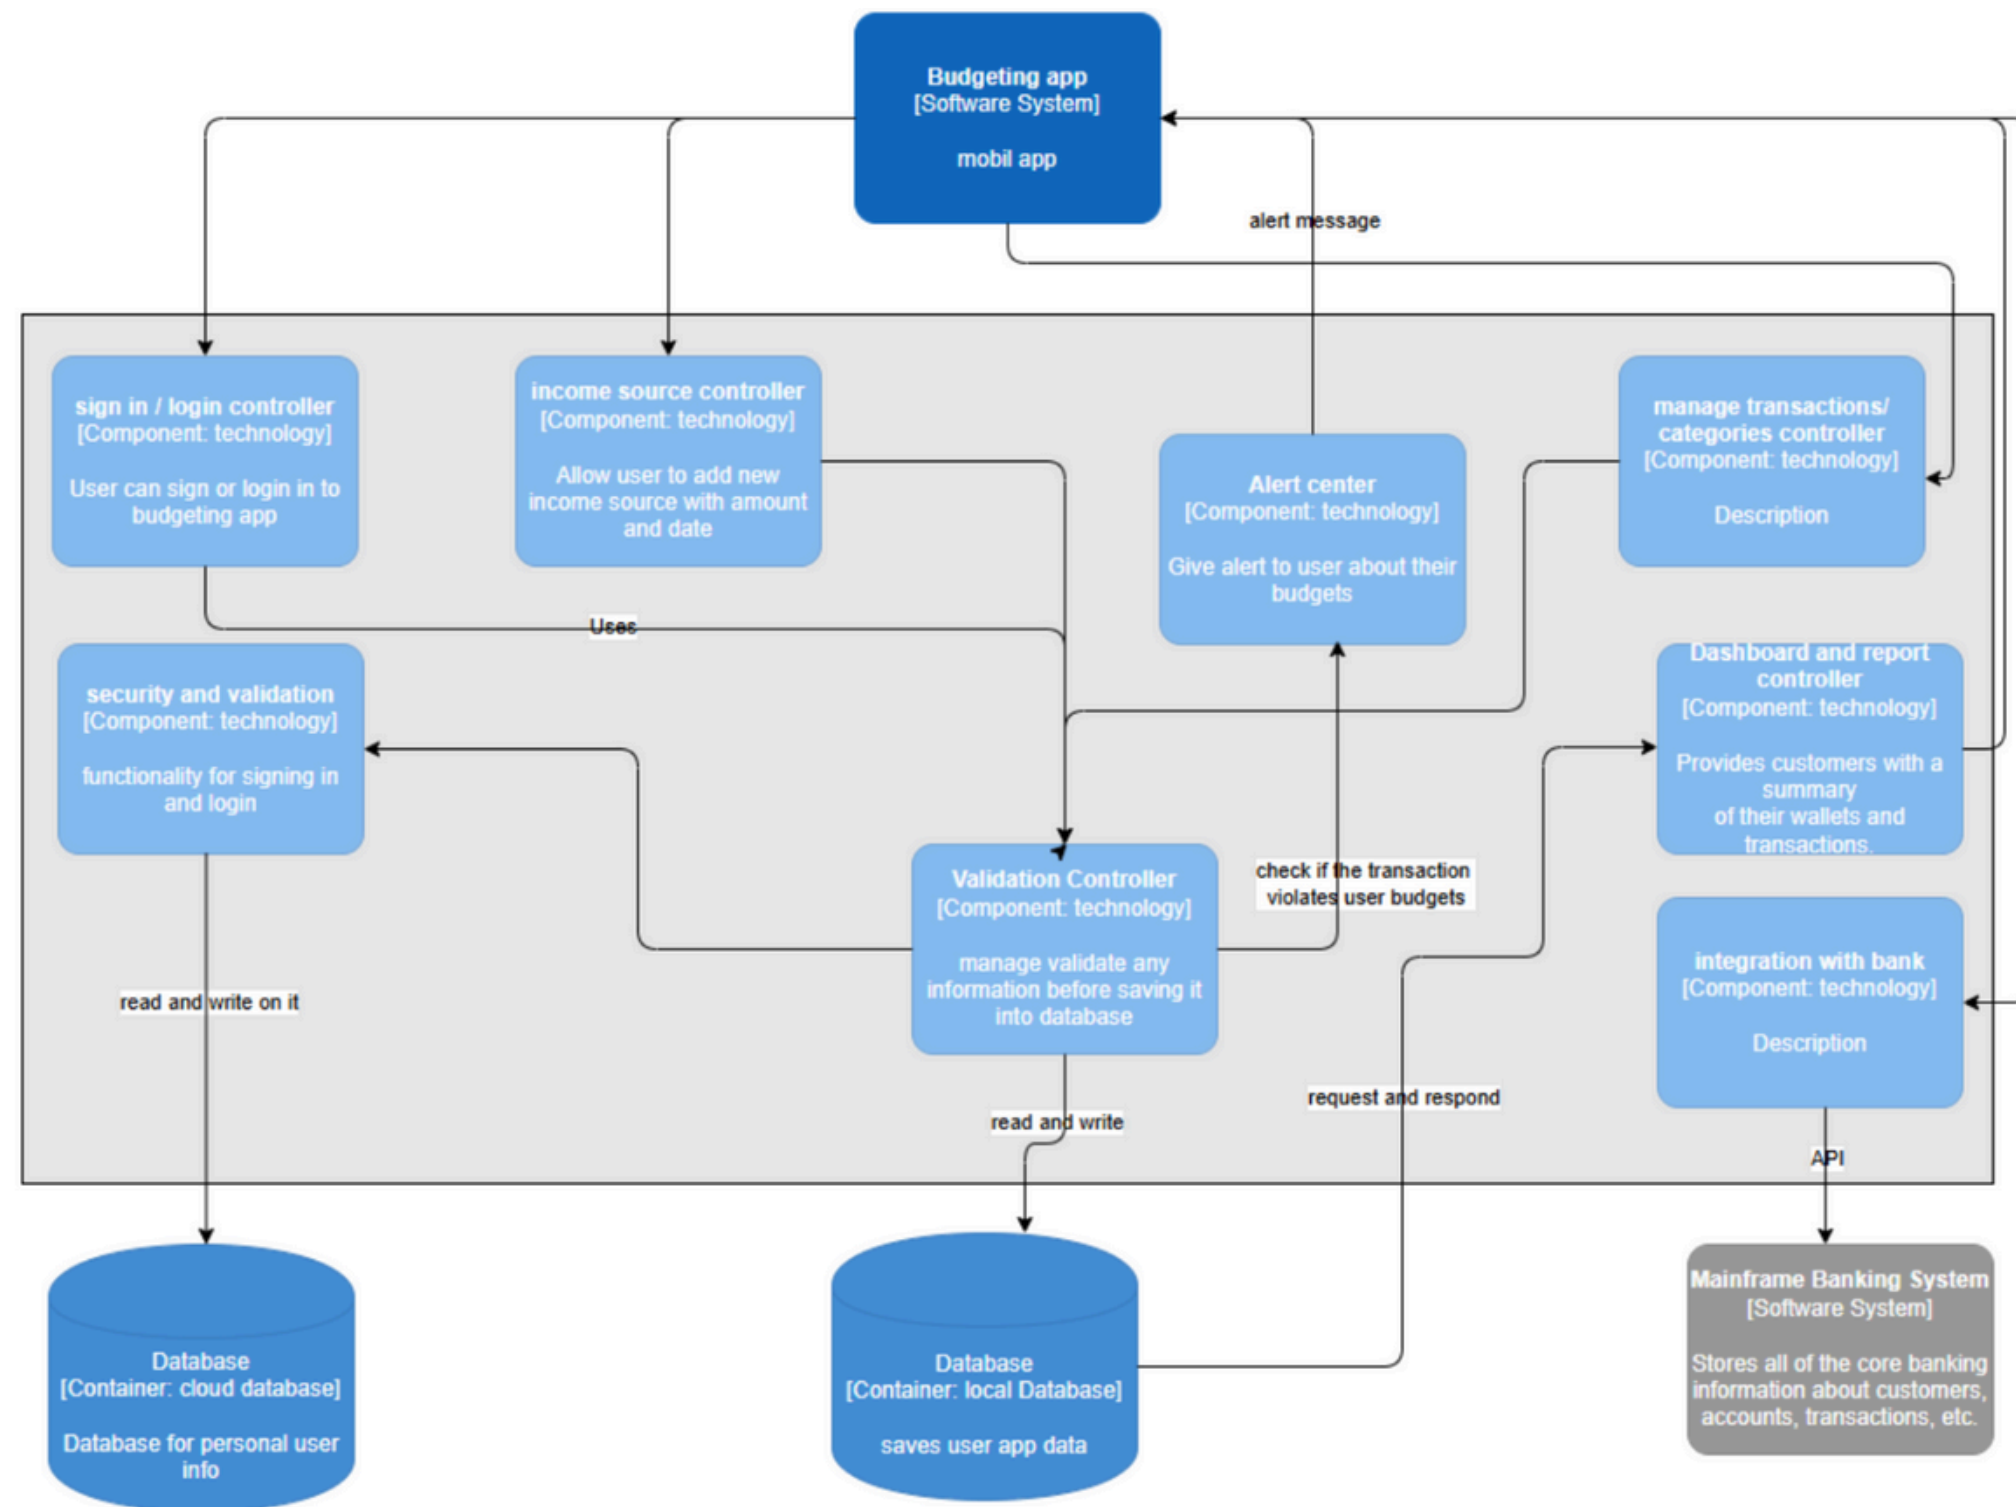 Budgeting app
[Software System]
mobil app
alert message
sign in / login controller
[Component: technology]
User can sign or login in to
budgeting app
income source controller
[Component: technology]
Allow user to add new
income source with amount
and date
Alert center
[Component: technology]
Give alert to user about their
budgets
manage transactions/
categories controller
[Component: technology]
Description
Uses
security and validation
[Component: technology]
functionality for signing in
and login
Dashboard and report
controller
[Component: technology]
Provides customers with a
summary
of their wallets and
transactions.
Validation Controller
[Component: technology]
manage validate any
information before saving it
into database
check if the transaction
violates user budgets
integration with bank
[Component: technology]
Description
read and write on it
read and write
request and respond
API
Database
[Container: cloud database]
Database for personal user
info
Database
[Container: local Database]
saves user app data
Mainframe Banking System
[Software System]
Stores all of the core banking
information about customers,
accounts, transactions, etc.